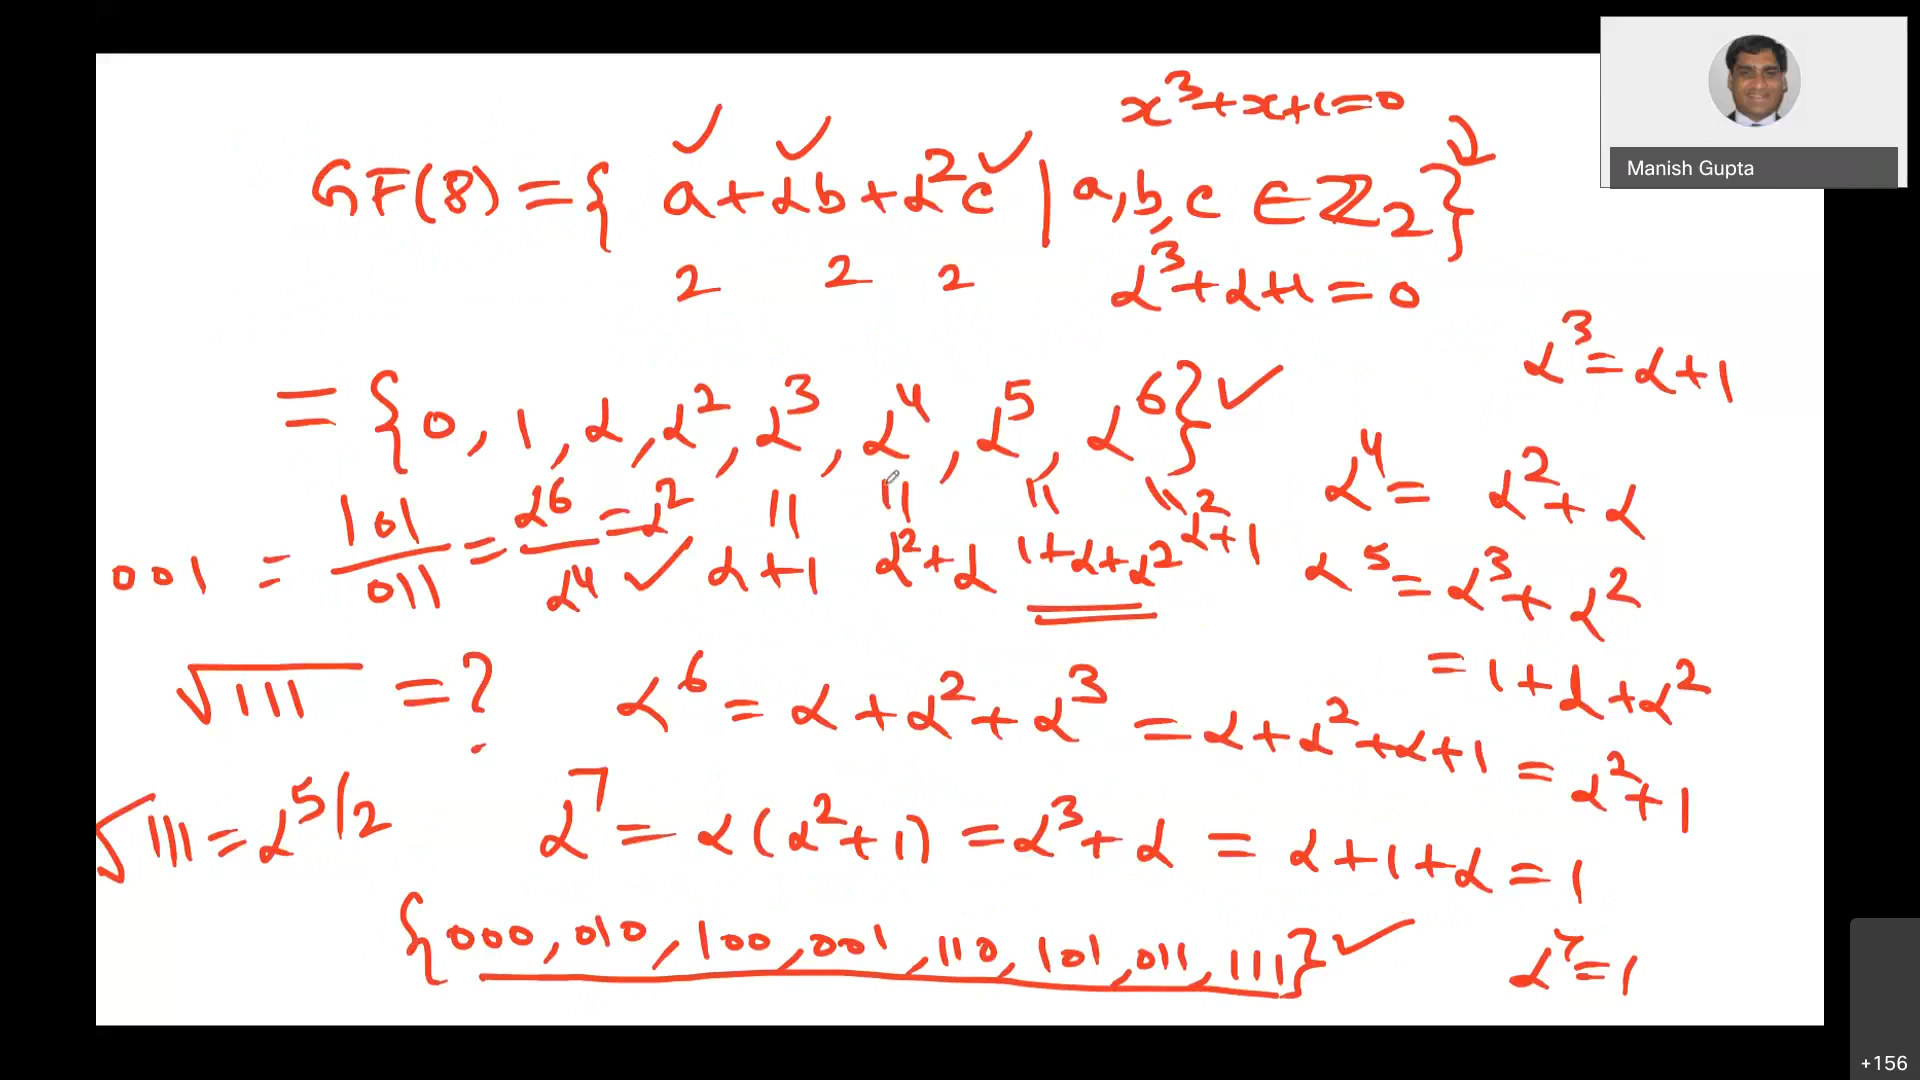 x³+x+1=0
GF(8) = { a+αb+α²c | a,b,c ∈ ℤ₂ }
2 2 2 α³+α+1=0
α³=α+1
= {0, 1, α, α², α³, α⁴, α⁵, α⁶} ✓
α⁴= α²+α
001 = 101/011 = α⁶/α⁴ = α² ✓
|| || || ||
α+1 α²+α 1+α+α² α²+1
α⁵ = α³+α²
= 1+α+α²
√111 = ?
α⁶ = α+α²+α³ = α+α²+α+1 = α²+1
√111 = α⁵/2
α⁷ = α(α²+1) = α³+α = α+1+α = 1
{000, 010, 100, 001, 110, 101, 011, 111} ✓
α⁷=1
Manish Gupta
+156